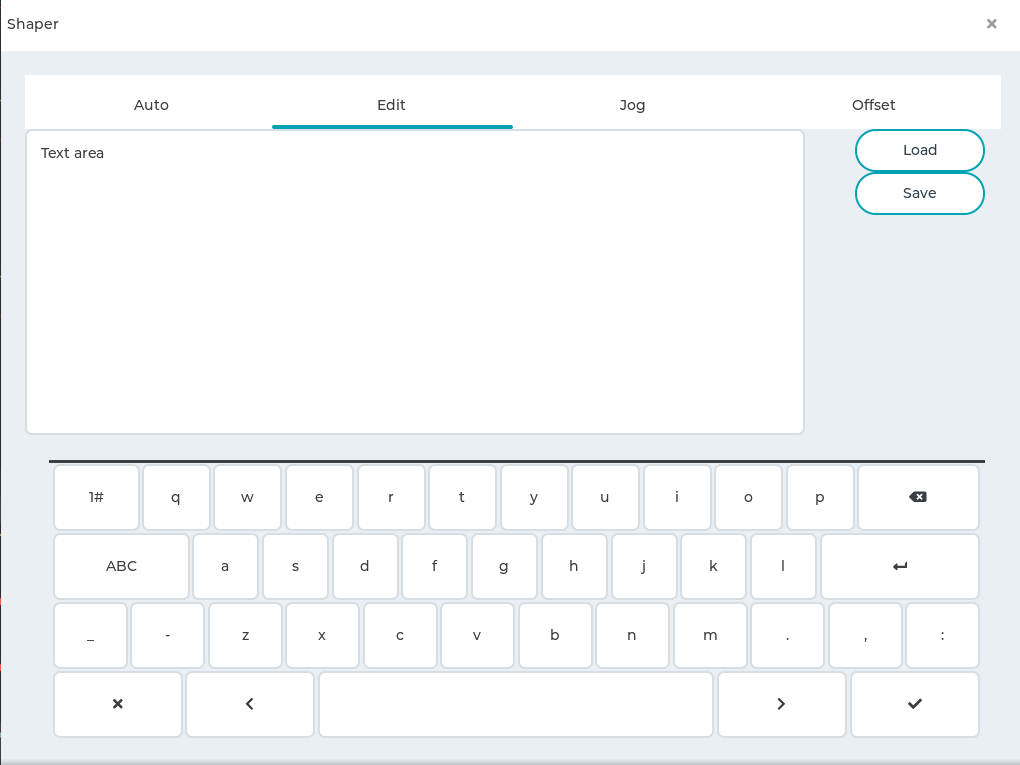 Shaper
Auto Edit Jog Offset
Text area
Load
Save
1# q w e r t y u i o p
ABC a s d f g h j k l
_ - z x c v b n m . , :